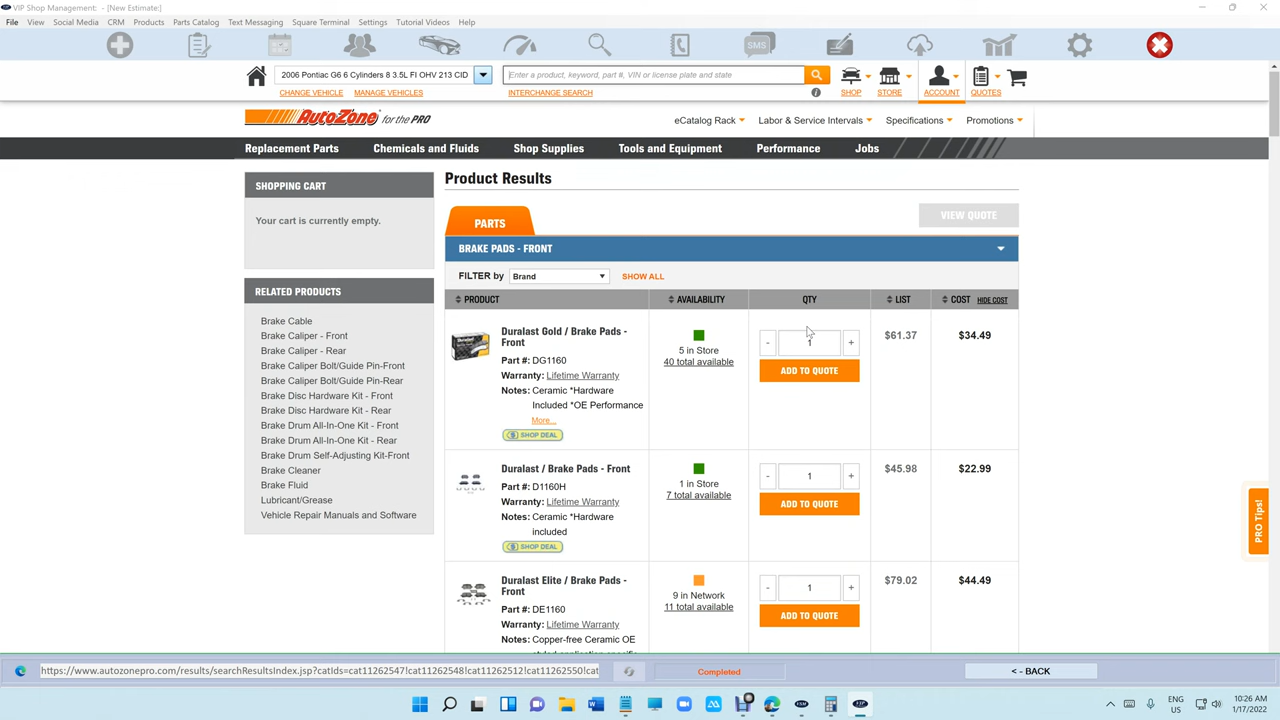 VIP Shop Management: - [New Estimate:]
File View Social Media CRM Products Parts Catalog Text Messaging Square Terminal Settings Tutorial Videos Help
SMS
2006 Pontiac G6 6 Cylinders 8 3.5L FI OHV 213 CID
Enter a product, keyword, part #, VIN or license plate and state
CHANGE VEHICLE MANAGE VEHICLES INTERCHANGE SEARCH
SHOP STORE ACCOUNT QUOTES
AutoZone for the PRO
eCatalog Rack Labor & Service Intervals Specifications Promotions
Replacement Parts Chemicals and Fluids Shop Supplies Tools and Equipment Performance Jobs
SHOPPING CART
Your cart is currently empty.
RELATED PRODUCTS
Brake Cable
Brake Caliper - Front
Brake Caliper - Rear
Brake Caliper Bolt/Guide Pin-Front
Brake Caliper Bolt/Guide Pin-Rear
Brake Disc Hardware Kit - Front
Brake Disc Hardware Kit - Rear
Brake Drum All-In-One Kit - Front
Brake Drum All-In-One Kit - Rear
Brake Drum Self-Adjusting Kit-Front
Brake Cleaner
Brake Fluid
Lubricant/Grease
Vehicle Repair Manuals and Software
Product Results
VIEW QUOTE
PARTS
BRAKE PADS - FRONT
FILTER by Brand SHOW ALL
PRODUCT AVAILABILITY QTY LIST COST HIDE COST
Duralast Gold / Brake Pads -
Front
Part #: DG1160
Warranty: Lifetime Warranty
Notes: Ceramic *Hardware
Included *OE Performance
More...
SHOP DEAL
5 in Store
40 total available
- 1 +
ADD TO QUOTE
$61.37
$34.49
Duralast / Brake Pads - Front
Part #: D1160H
Warranty: Lifetime Warranty
Notes: Ceramic *Hardware
included
SHOP DEAL
1 in Store
7 total available
- 1 +
ADD TO QUOTE
$45.98
$22.99
Duralast Elite / Brake Pads -
Front
Part #: DE1160
Warranty: Lifetime Warranty
Notes: Copper-free Ceramic OE
styled application specific
9 in Network
11 total available
- 1 +
ADD TO QUOTE
$79.02
$44.49
PRO Tips!
https://www.autozonepro.com/results/searchResultsIndex.jsp?catIds=cat11262547!cat11262548!cat11262512!cat11262550!cat
Completed
< - BACK
ENG
US
10:26 AM
1/17/2022